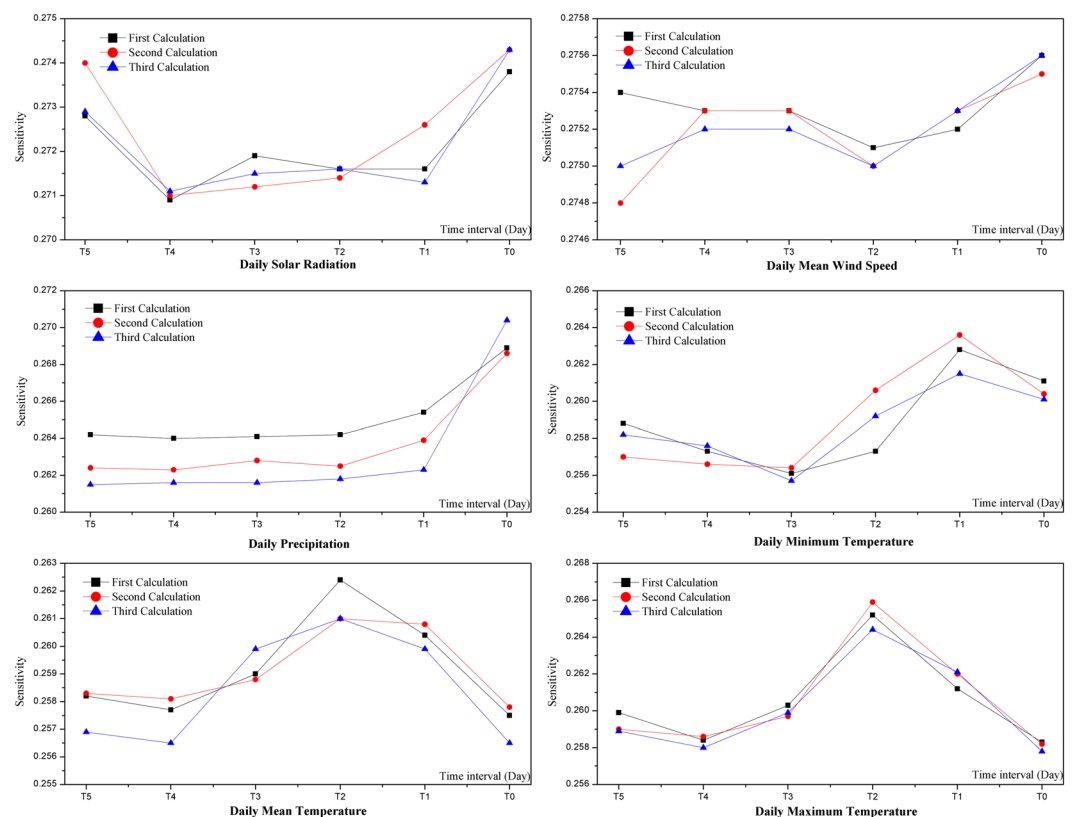 0.275
0.274
0.273
0.272
0.271
0.270
Sensitivity
First Calculation
Second Calculation
Third Calculation
Time interval (Day)
T5 T4 T3 T2 T1 T0
Daily Solar Radiation
0.2758
0.2756
0.2754
0.2752
0.2750
0.2748
0.2746
Sensitivity
First Calculation
Second Calculation
Third Calculation
Time interval (Day)
T5 T4 T3 T2 T1 T0
Daily Mean Wind Speed
0.272
0.270
0.268
0.266
0.264
0.262
0.260
Sensitivity
First Calculation
Second Calculation
Third Calculation
Time interval (Day)
T5 T4 T3 T2 T1 T0
Daily Precipitation
0.266
0.264
0.262
0.260
0.258
0.256
0.254
Sensitivity
First Calculation
Second Calculation
Third Calculation
Time interval (Day)
T5 T4 T3 T2 T1 T0
Daily Minimum Temperature
0.263
0.262
0.261
0.260
0.259
0.258
0.257
0.256
0.255
Sensitivity
First Calculation
Second Calculation
Third Calculation
Time interval (Day)
T5 T4 T3 T2 T1 T0
Daily Mean Temperature
0.268
0.266
0.264
0.262
0.260
0.258
0.256
Sensitivity
First Calculation
Second Calculation
Third Calculation
Time interval (Day)
T5 T4 T3 T2 T1 T0
Daily Maximum Temperature